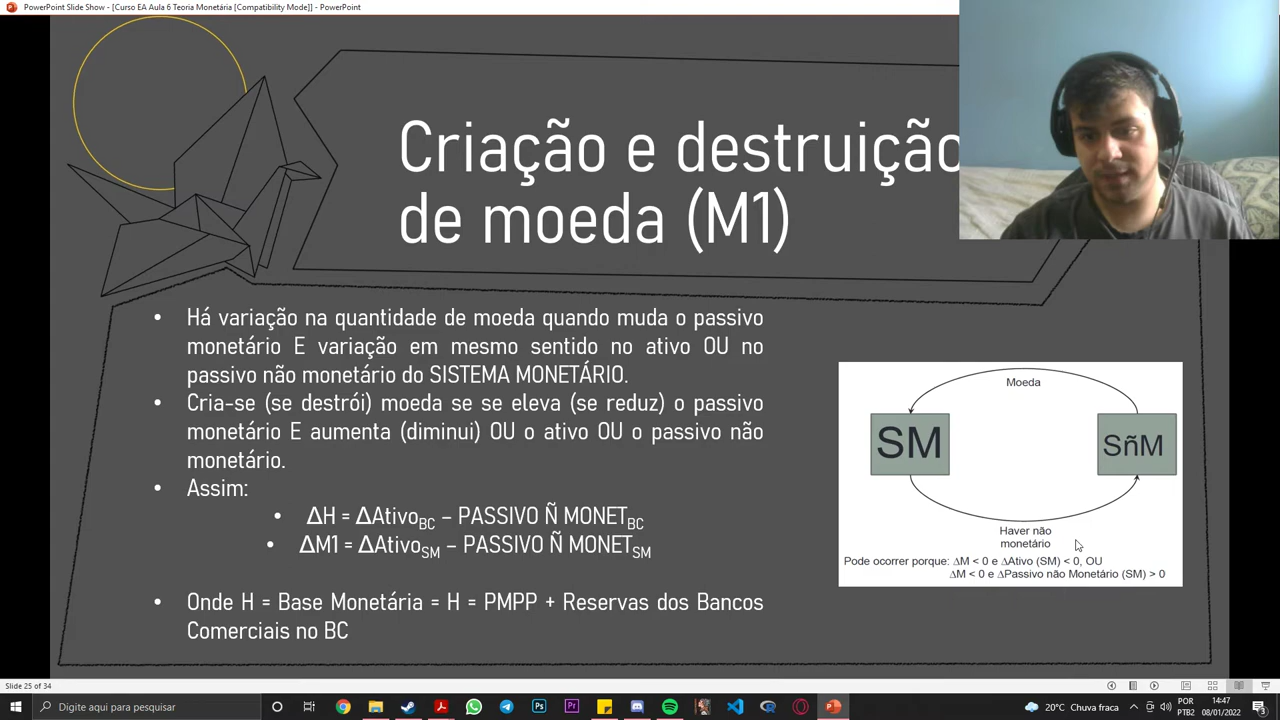 PowerPoint Slide Show - [Curso EA Aula 6 Teoria Monetária [Compatibility Mode]] - PowerPoint
Criação e destruição
de moeda (M1)
• Há variação na quantidade de moeda quando muda o passivo
monetário E variação em mesmo sentido no ativo OU no
passivo não monetário do SISTEMA MONETÁRIO.
• Cria-se (se destrói) moeda se se eleva (se reduz) o passivo
monetário E aumenta (diminui) OU o ativo OU o passivo não
monetário.
• Assim:
• ΔH = ΔAtivoBC – PASSIVO Ñ MONETBC
• ΔM1 = ΔAtivoSM – PASSIVO Ñ MONETSM
• Onde H = Base Monetária = H = PMPP + Reservas dos Bancos
Comerciais no BC
Moeda
SM
SñM
Haver não
monetário
Pode ocorrer porque: ΔM < 0 e ΔAtivo (SM) < 0, OU
ΔM < 0 e ΔPassivo não Monetário (SM) > 0
Slide 25 of 34
Digite aqui para pesquisar
20°C Chuva fraca
POR
PTB2
14:47
08/01/2022
3